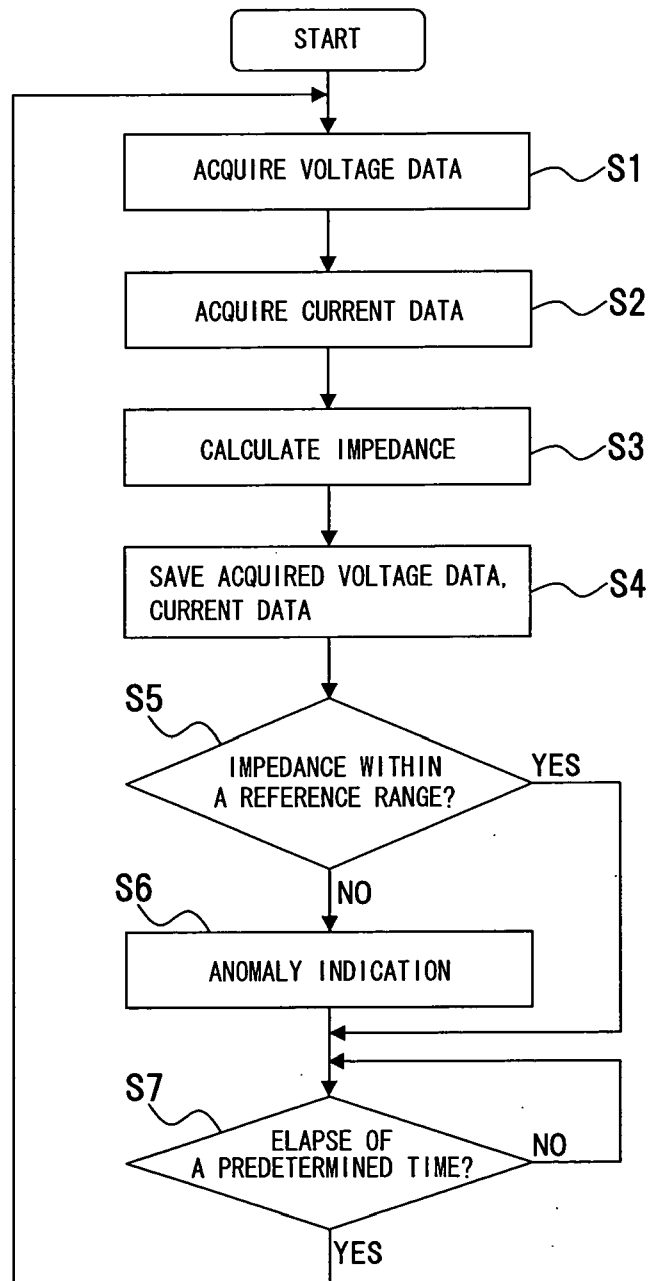 START
ACQUIRE VOLTAGE DATA
S1
ACQUIRE CURRENT DATA
S2
CALCULATE IMPEDANCE
S3
SAVE ACQUIRED VOLTAGE DATA,
CURRENT DATA
S4
S5
IMPEDANCE WITHIN
A REFERENCE RANGE?
YES
NO
S6
ANOMALY INDICATION
S7
ELAPSE OF
A PREDETERMINED TIME?
NO
YES